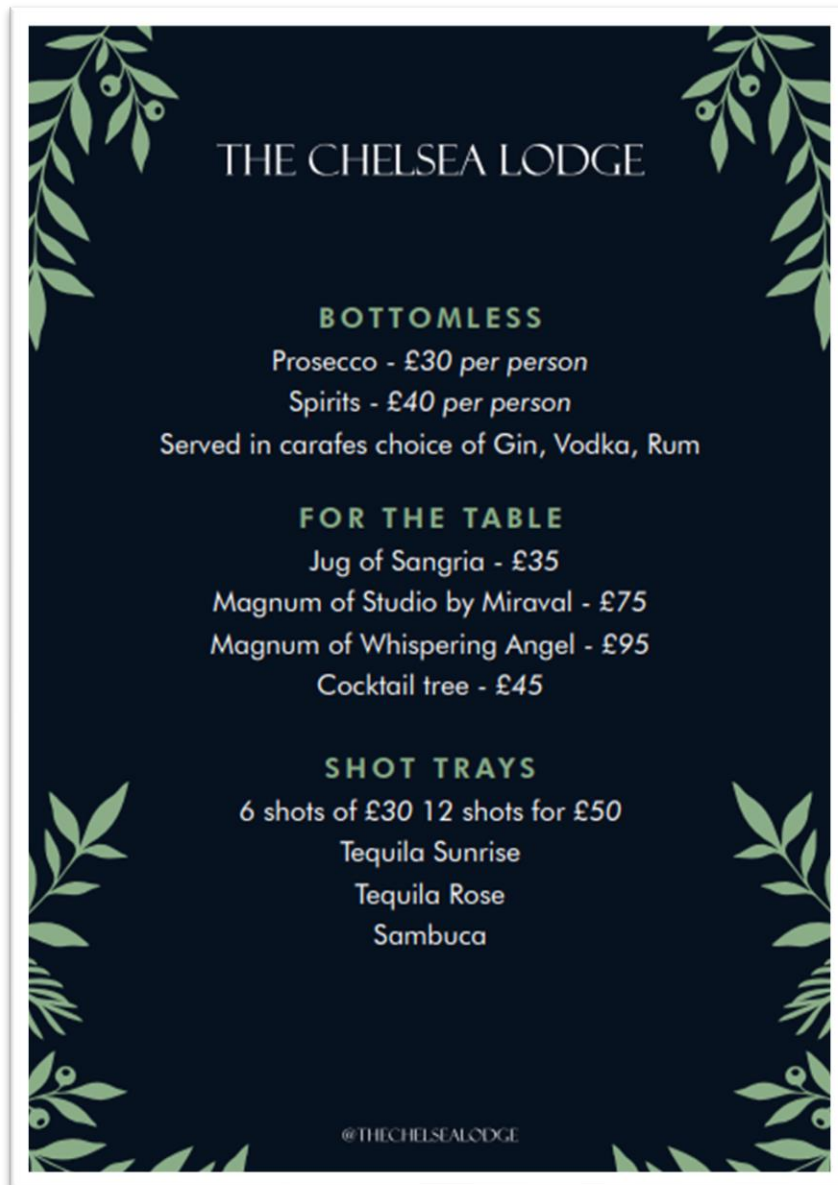 THE CHELSEA LODGE
BOTTOMLESS
Prosecco - £30 per person
Spirits - £40 per person
Served in carafes choice of Gin, Vodka, Rum
FOR THE TABLE
Jug of Sangria - £35
Magnum of Studio by Miraval - £75
Magnum of Whispering Angel - £95
Cocktail tree - £45
SHOT TRAYS
6 shots of £30 12 shots for £50
Tequila Sunrise
Tequila Rose
Sambuca
@THECHELSEALODGE